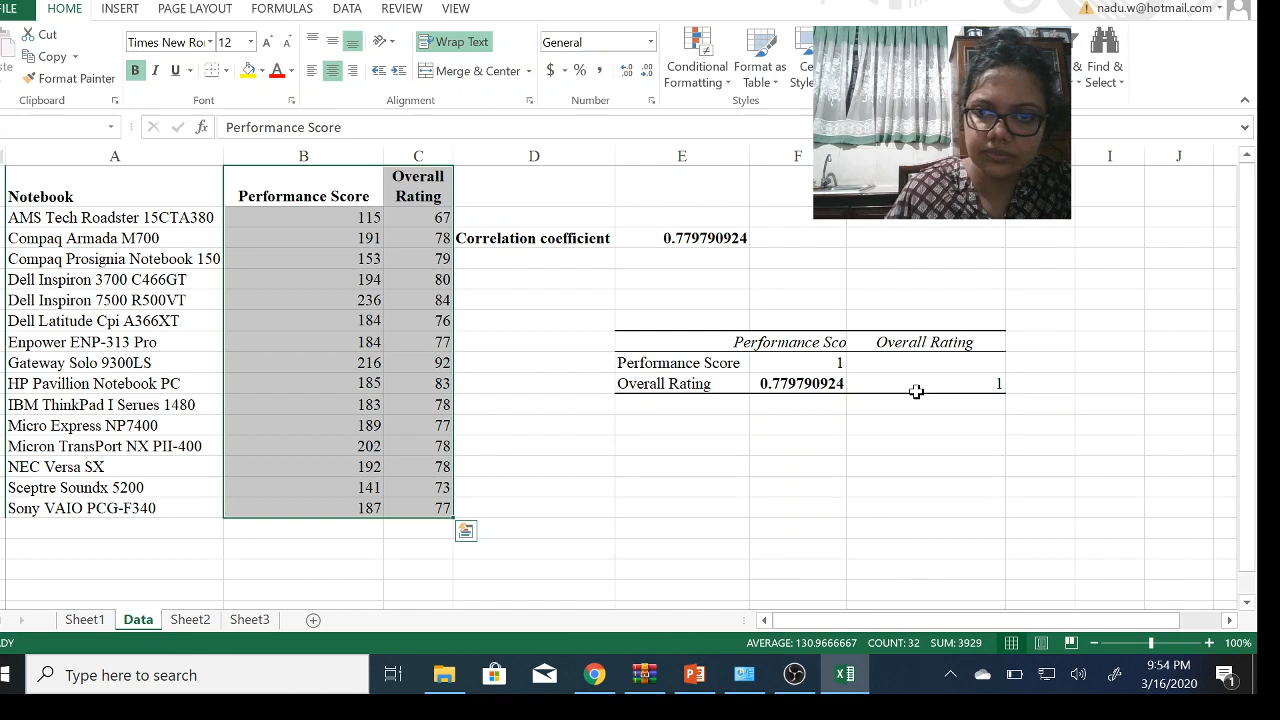 FILE HOME INSERT PAGE LAYOUT FORMULAS DATA REVIEW VIEW nadu.w@hotmail.com
Cut
Copy
Format Painter
Clipboard
Times New Ro 12
B I U
Font
Wrap Text
Merge & Center
Alignment
General
$ % ,
Number
Conditional Formatting
Format as Table
Styles
Find & Select
fx Performance Score
A B C D E F I J
Notebook Performance Score Overall Rating
AMS Tech Roadster 15CTA380 115 67
Compaq Armada M700 191 78 Correlation coefficient 0.779790924
Compaq Prosignia Notebook 150 153 79
Dell Inspiron 3700 C466GT 194 80
Dell Inspiron 7500 R500VT 236 84
Dell Latitude Cpi A366XT 184 76
Enpower ENP-313 Pro 184 77 Performance Sco Overall Rating
Gateway Solo 9300LS 216 92 Performance Score 1
HP Pavillion Notebook PC 185 83 Overall Rating 0.779790924 1
IBM ThinkPad I Serues 1480 183 78
Micro Express NP7400 189 77
Micron TransPort NX PII-400 202 78
NEC Versa SX 192 78
Sceptre Soundx 5200 141 73
Sony VAIO PCG-F340 187 77
Sheet1 Data Sheet2 Sheet3
AVERAGE: 130.9666667 COUNT: 32 SUM: 3929 100%
Type here to search
9:54 PM
3/16/2020
1